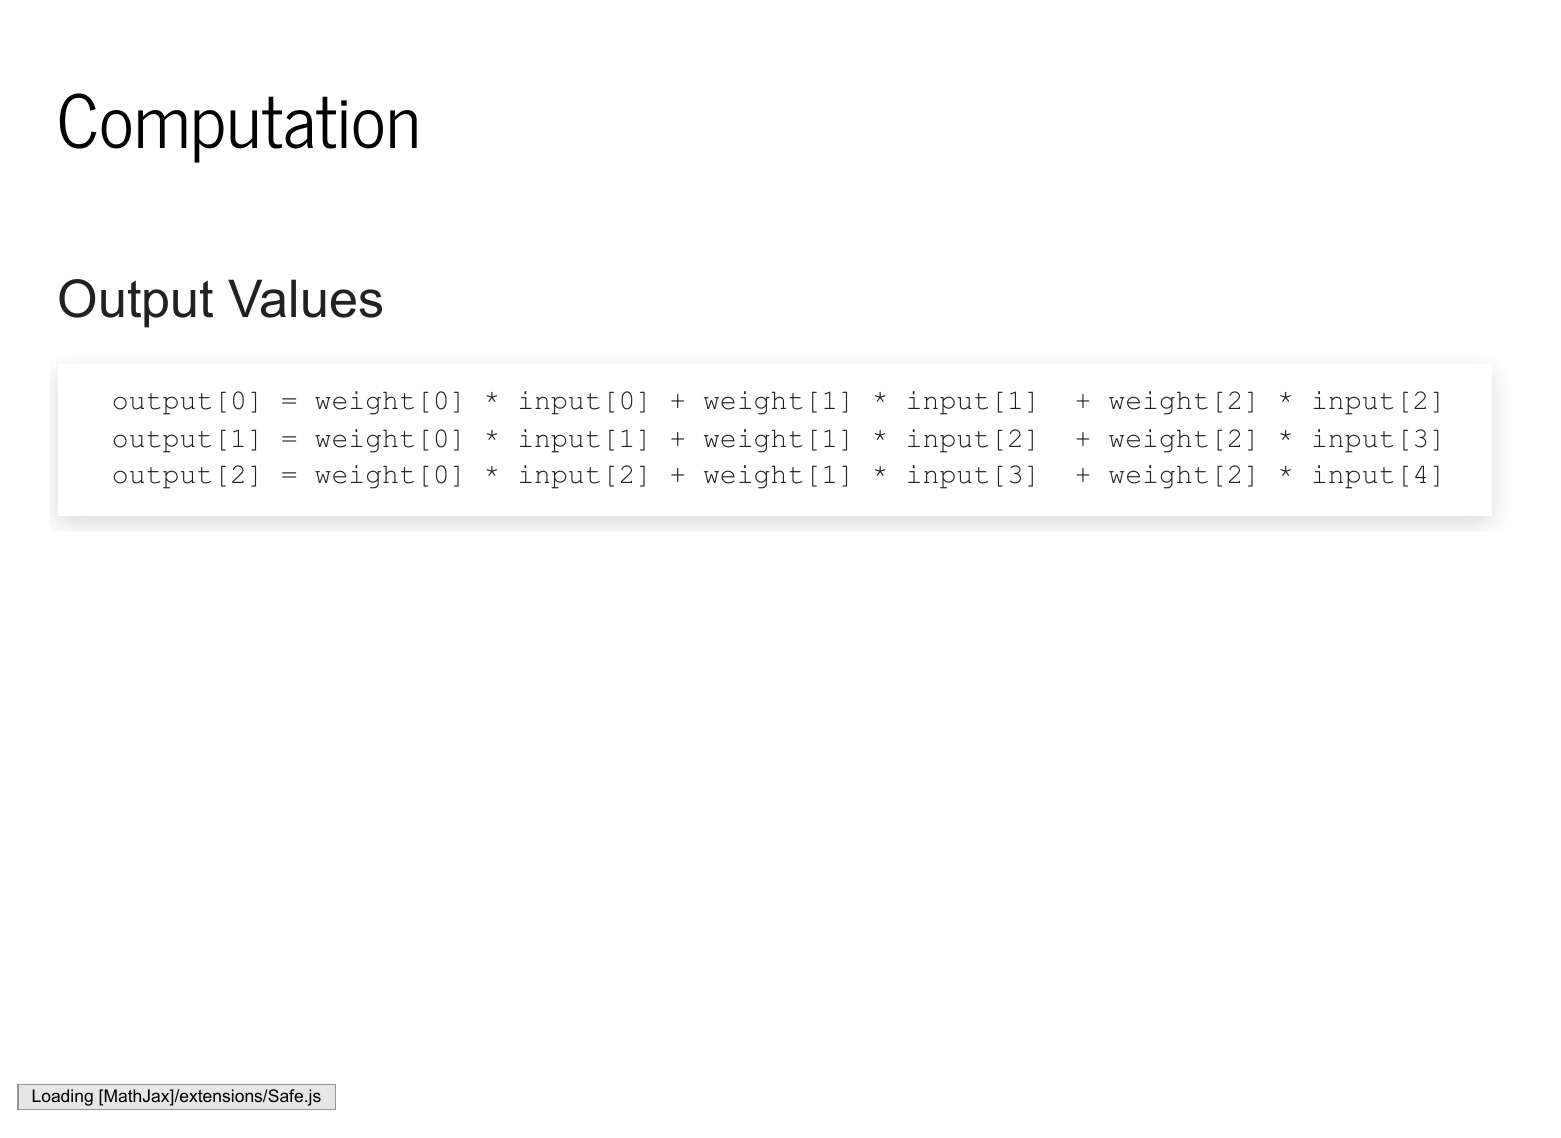 Computation
Output Values
output[0] = weight[0] * input[0] + weight[1] * input[1]  + weight[2] * input[2]
output[1] = weight[0] * input[1] + weight[1] * input[2]  + weight[2] * input[3]
output[2] = weight[0] * input[2] + weight[1] * input[3]  + weight[2] * input[4]
Loading [MathJax]/extensions/Safe.js